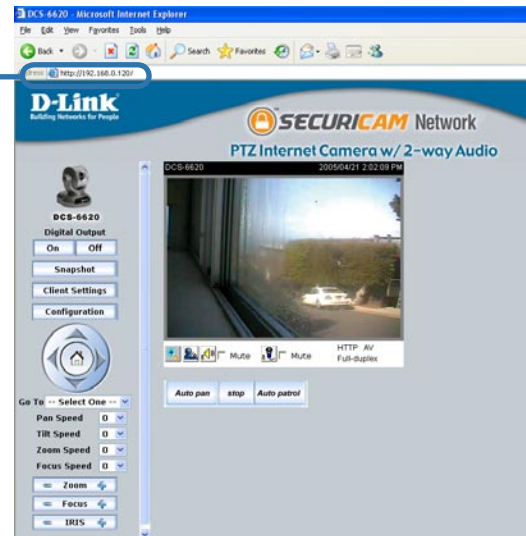 DCS-6620 - Microsoft Internet Explorer
File Edit View Favorites Tools Help
Back Search Favorites
http://192.168.0.120/
D-Link
Building Networks for People
SECURICAM Network
PTZ Internet Camera w/ 2-way Audio
DCS-6620 2005/04/21 2:02:09 PM
DCS-6620
Digital Output
On Off
Snapshot
Client Settings
Configuration
Mute Mute HTTP AV
Full-duplex
Auto pan stop Auto patrol
Go To -- Select One --
Pan Speed 0
Tilt Speed 0
Zoom Speed 0
Focus Speed 0
Zoom
Focus
IRIS